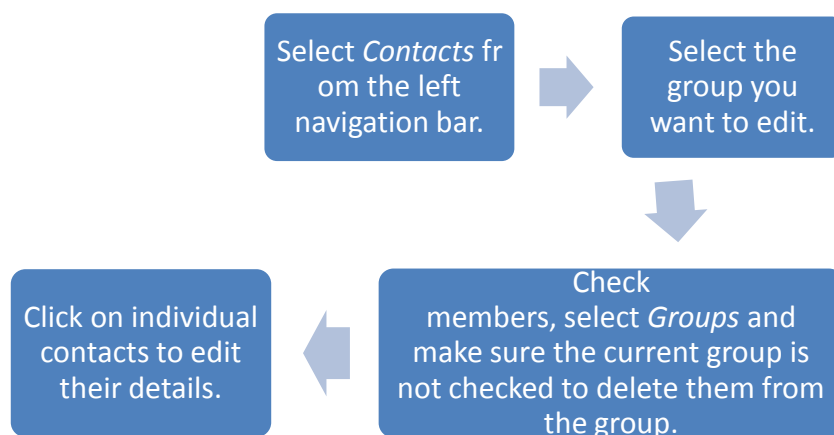 Select Contacts fr
om the left
navigation bar.
Select the
group you
want to edit.
Check
members, select Groups and
make sure the current group is
not checked to delete them from
the group.
Click on individual
contacts to edit
their details.